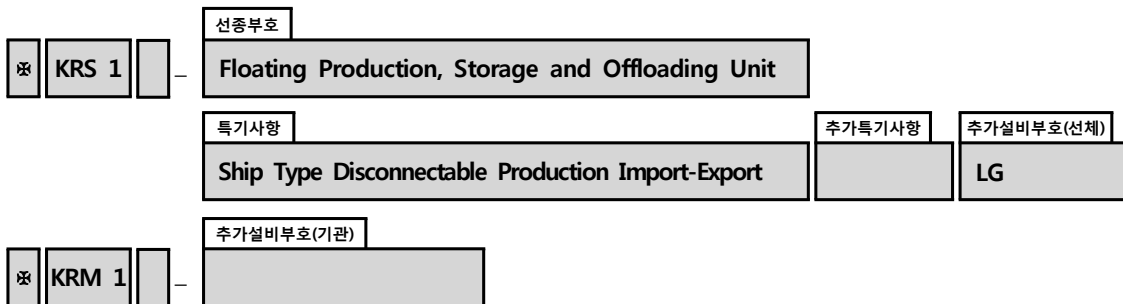 선종부호
✠ KRS 1 – Floating Production, Storage and Offloading Unit
특기사항 추가특기사항 추가설비부호(선체)
Ship Type Disconnectable Production Import-Export LG
추가설비부호(기관)
✠ KRM 1 –